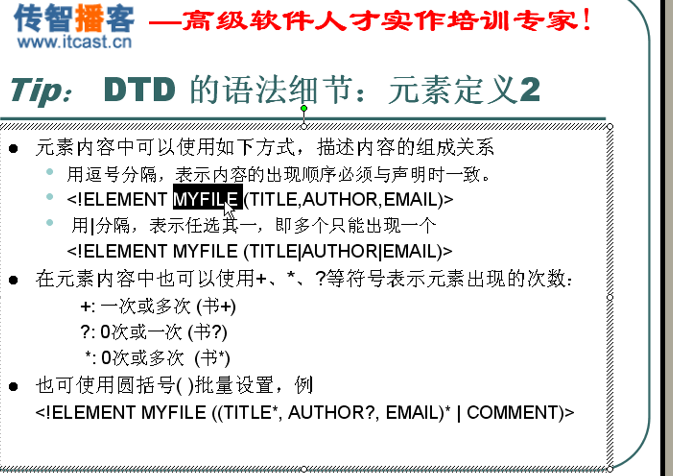 传智播客 —高级软件人才实作培训专家!
www.itcast.cn
Tip： DTD 的语法细节：元素定义2
● 元素内容中可以使用如下方式，描述内容的组成关系
• 用逗号分隔，表示内容的出现顺序必须与声明时一致。
• <!ELEMENT MYFILE (TITLE,AUTHOR,EMAIL)>
• 用|分隔，表示任选其一，即多个只能出现一个
<!ELEMENT MYFILE (TITLE|AUTHOR|EMAIL)>
● 在元素内容中也可以使用+、*、?等符号表示元素出现的次数：
+: 一次或多次 (书+)
?: 0次或一次 (书?)
*: 0次或多次 (书*)
● 也可使用圆括号( )批量设置，例
<!ELEMENT MYFILE ((TITLE*, AUTHOR?, EMAIL)* | COMMENT)>